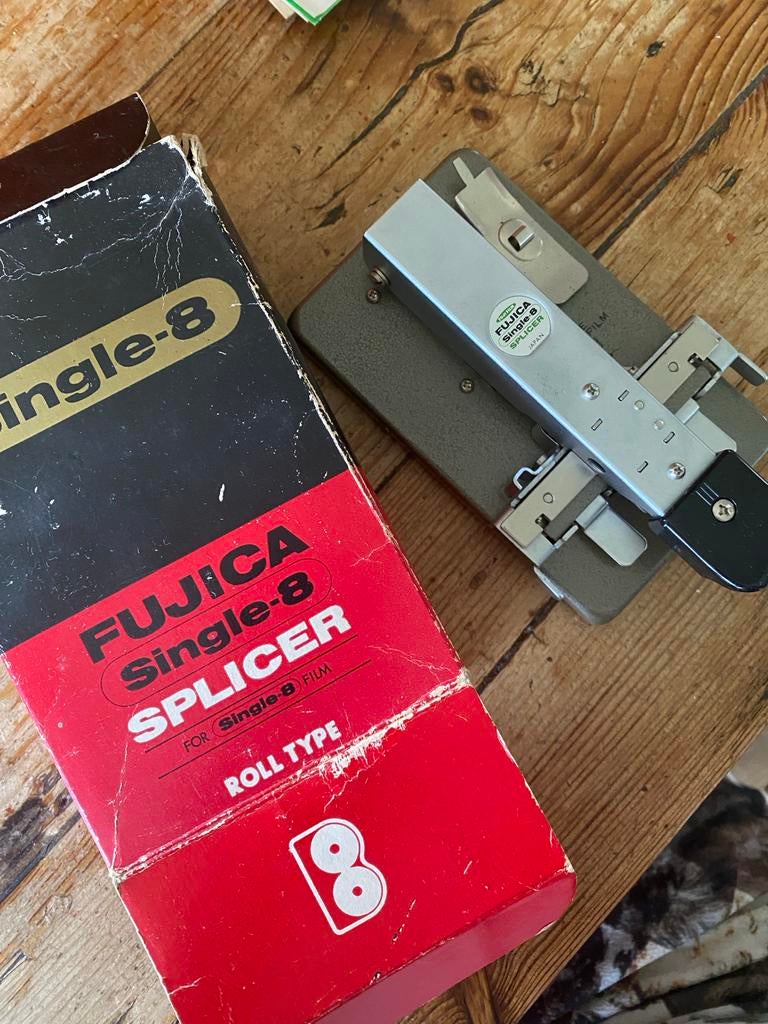 Single-8
FUJICA
Single-8
SPLICER
FOR Single-8 FILM
ROLL TYPE
8
FUJICA
Single-8
SPLICER
JAPAN
FILM